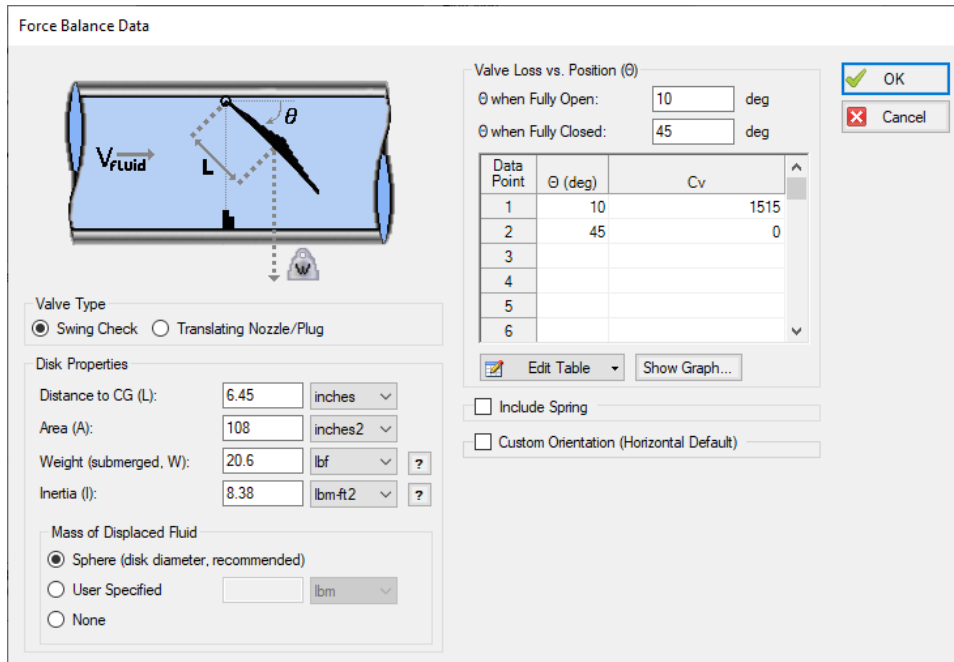 Force Balance Data
θ
Vfluid
L
W
Valve Type
Swing Check
Translating Nozzle/Plug
Disk Properties
Distance to CG (L):
6.45
inches
Area (A):
108
inches2
Weight (submerged, W):
20.6
lbf
?
Inertia (I):
8.38
lbm-ft2
?
Mass of Displaced Fluid
Sphere (disk diameter, recommended)
User Specified
lbm
None
Valve Loss vs. Position (Θ)
Θ when Fully Open:
10
deg
Θ when Fully Closed:
45
deg
Data Point Θ (deg) Cv
1 10 1515
2 45 0
3
4
5
6
Edit Table
Show Graph...
Include Spring
Custom Orientation (Horizontal Default)
OK
Cancel